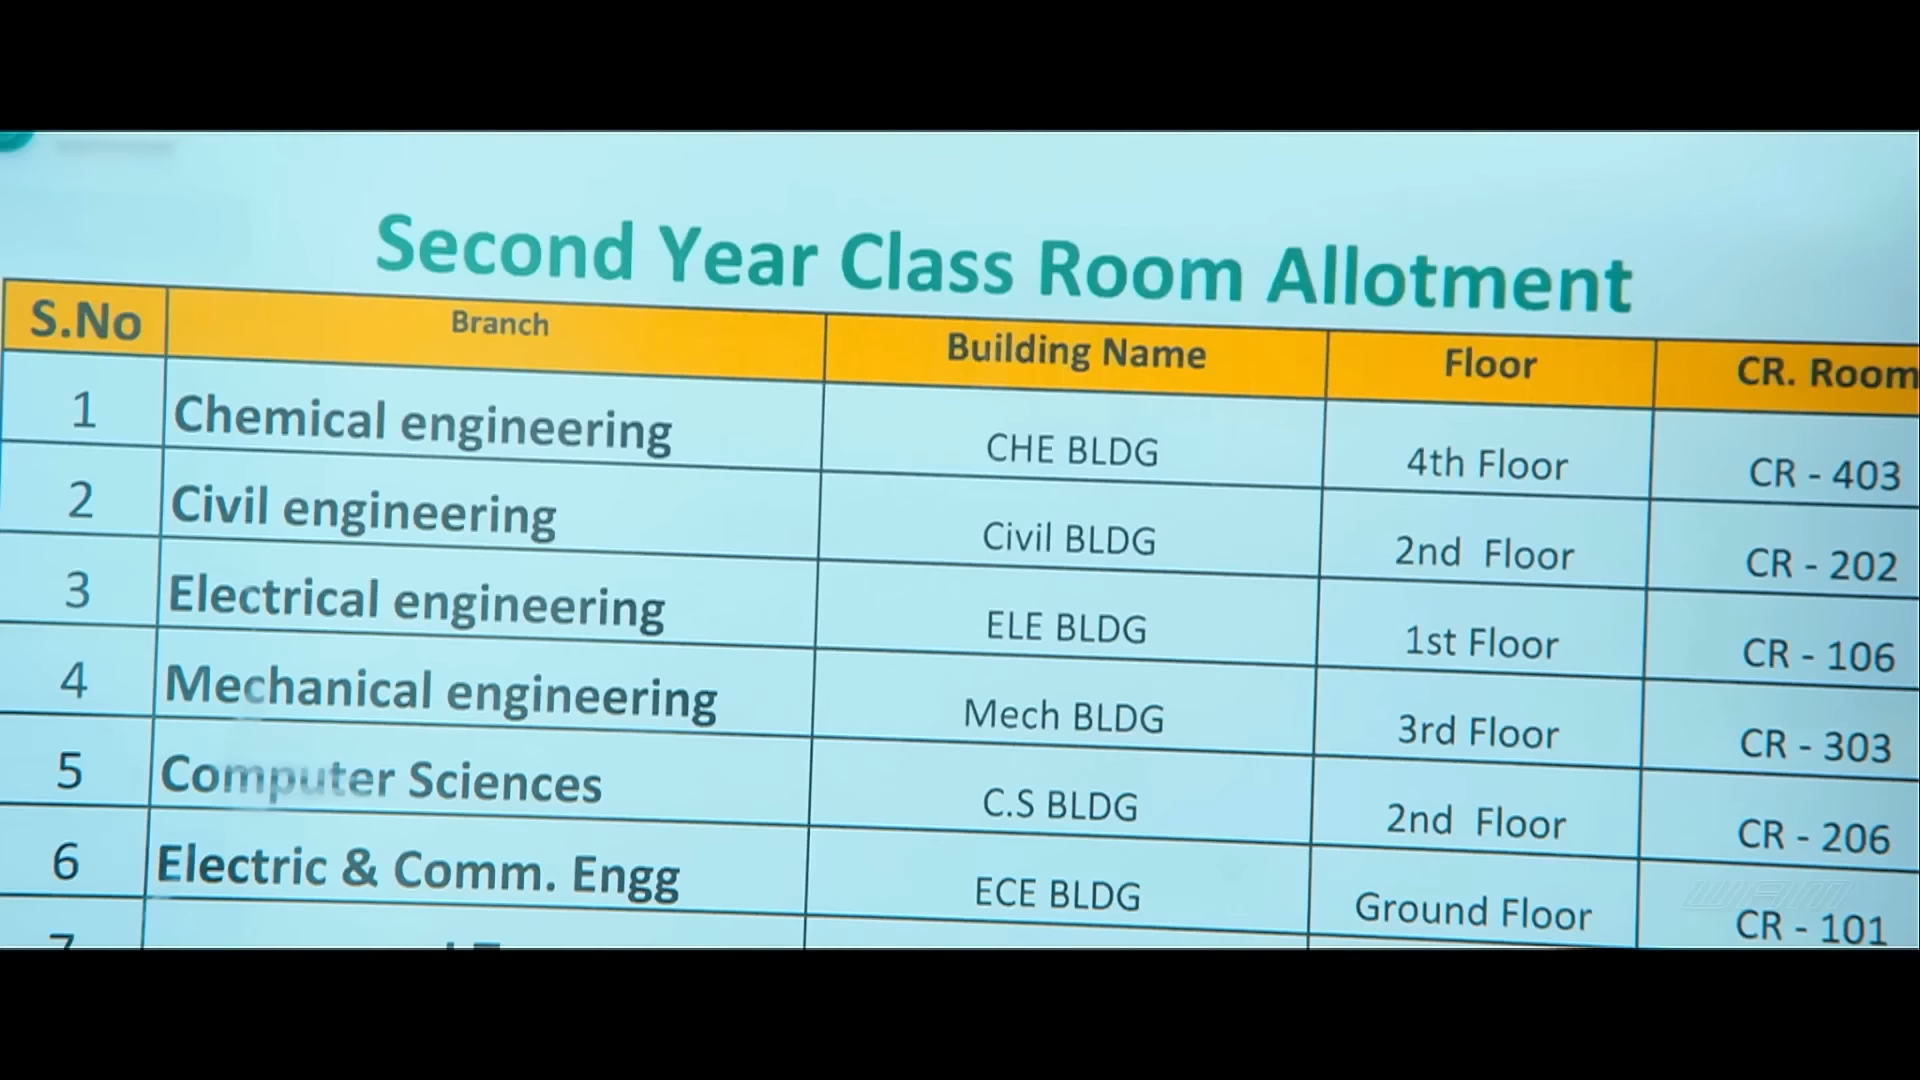 Second Year Class Room Allotment
S.No Branch Building Name Floor CR. Room
1 Chemical engineering CHE BLDG 4th Floor CR - 403
2 Civil engineering Civil BLDG 2nd Floor CR - 202
3 Electrical engineering ELE BLDG 1st Floor CR - 106
4 Mechanical engineering Mech BLDG 3rd Floor CR - 303
5 Computer Sciences C.S BLDG 2nd Floor CR - 206
6 Electric & Comm. Engg ECE BLDG Ground Floor CR - 101
7